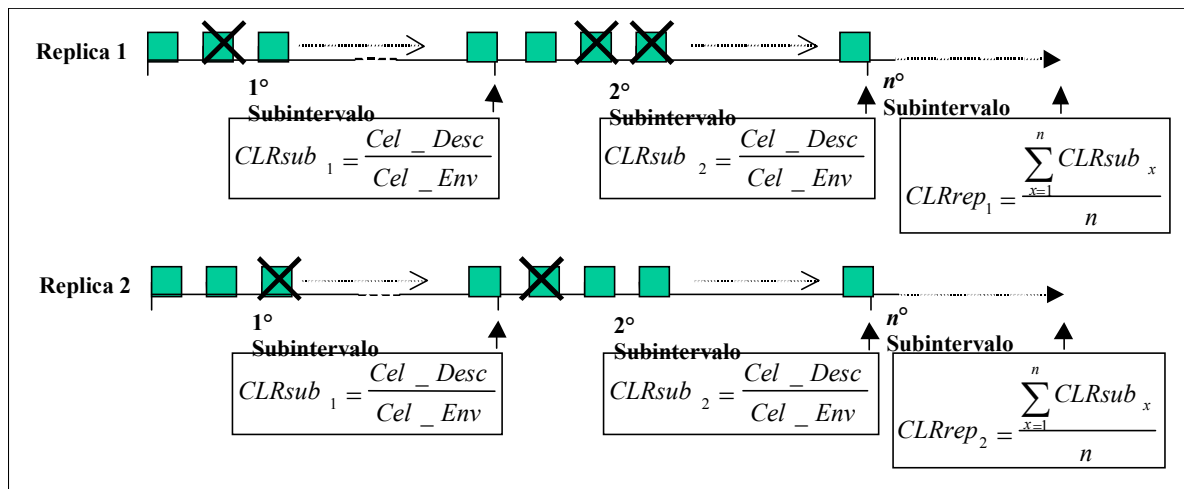 Replica 1
1° Subintervalo
2° Subintervalo
n° Subintervalo
CLRsub ₁ = Cel _ Desc / Cel _ Env
CLRsub ₂ = Cel _ Desc / Cel _ Env
CLRrep₁ = ∑ₓ₌₁ⁿ CLRsub ₓ / n
Replica 2
1° Subintervalo
2° Subintervalo
n° Subintervalo
CLRsub ₁ = Cel _ Desc / Cel _ Env
CLRsub ₂ = Cel _ Desc / Cel _ Env
CLRrep₂ = ∑ₓ₌₁ⁿ CLRsub ₓ / n